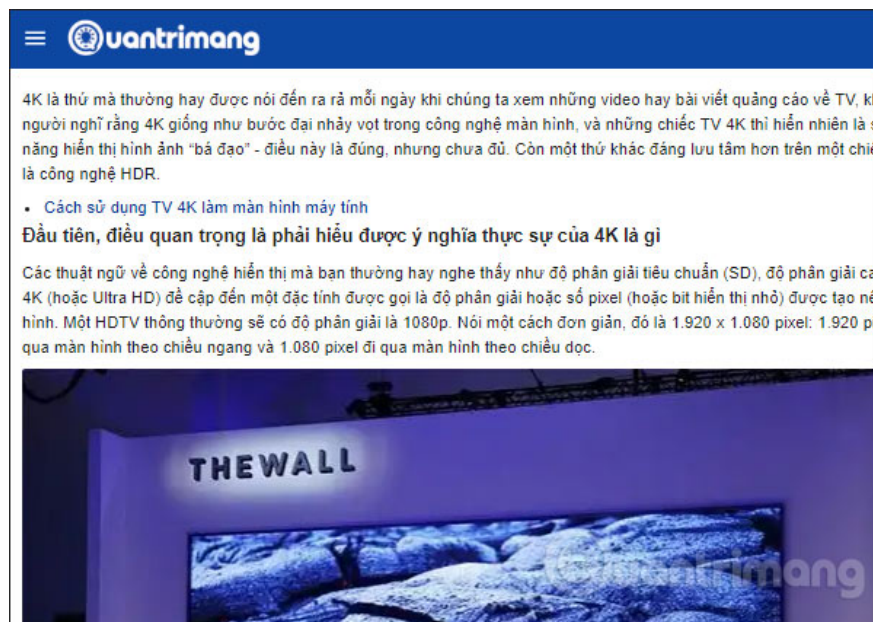 Quantrimang
4K là thứ mà thường hay được nói đến ra rả mỗi ngày khi chúng ta xem những video hay bài viết quảng cáo về TV,
người nghĩ rằng 4K giống như bước đại nhảy vọt trong công nghệ màn hình, và những chiếc TV 4K thì hiển nhiên là
năng hiển thị hình ảnh “bá đạo” - điều này là đúng, nhưng chưa đủ. Còn một thứ khác đáng lưu tâm hơn trên một
là công nghệ HDR.
• Cách sử dụng TV 4K làm màn hình máy tính
Đầu tiên, điều quan trọng là phải hiểu được ý nghĩa thực sự của 4K là gì
Các thuật ngữ về công nghệ hiển thị mà bạn thường hay nghe thấy như độ phân giải tiêu chuẩn (SD), độ phân giải
4K (hoặc Ultra HD) đề cập đến một đặc tính được gọi là độ phân giải hoặc số pixel (hoặc bit hiển thị nhỏ) được tạo
hình. Một HDTV thông thường sẽ có độ phân giải là 1080p. Nói một cách đơn giản, đó là 1.920 x 1.080 pixel: 1.920
qua màn hình theo chiều ngang và 1.080 pixel đi qua màn hình theo chiều dọc.
THEWALL
Quantrimang